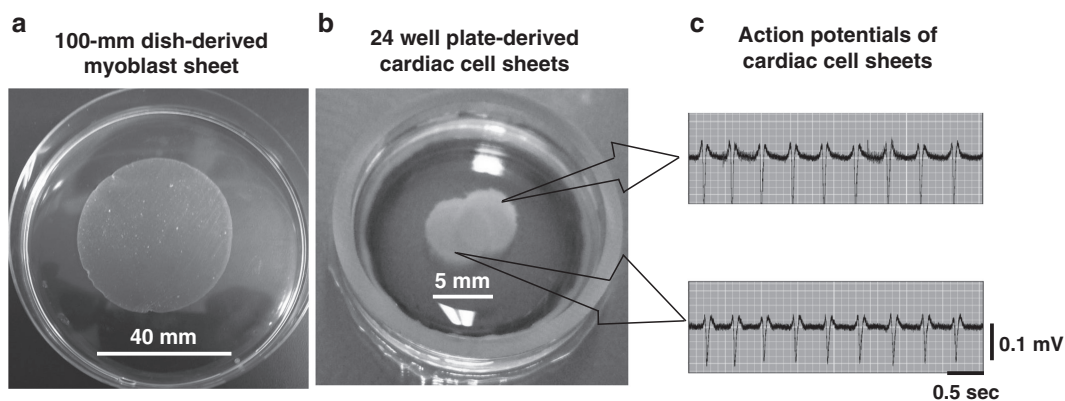 a
100-mm dish-derived
myoblast sheet
40 mm
b
24 well plate-derived
cardiac cell sheets
5 mm
c
Action potentials of
cardiac cell sheets
0.1 mV
0.5 sec